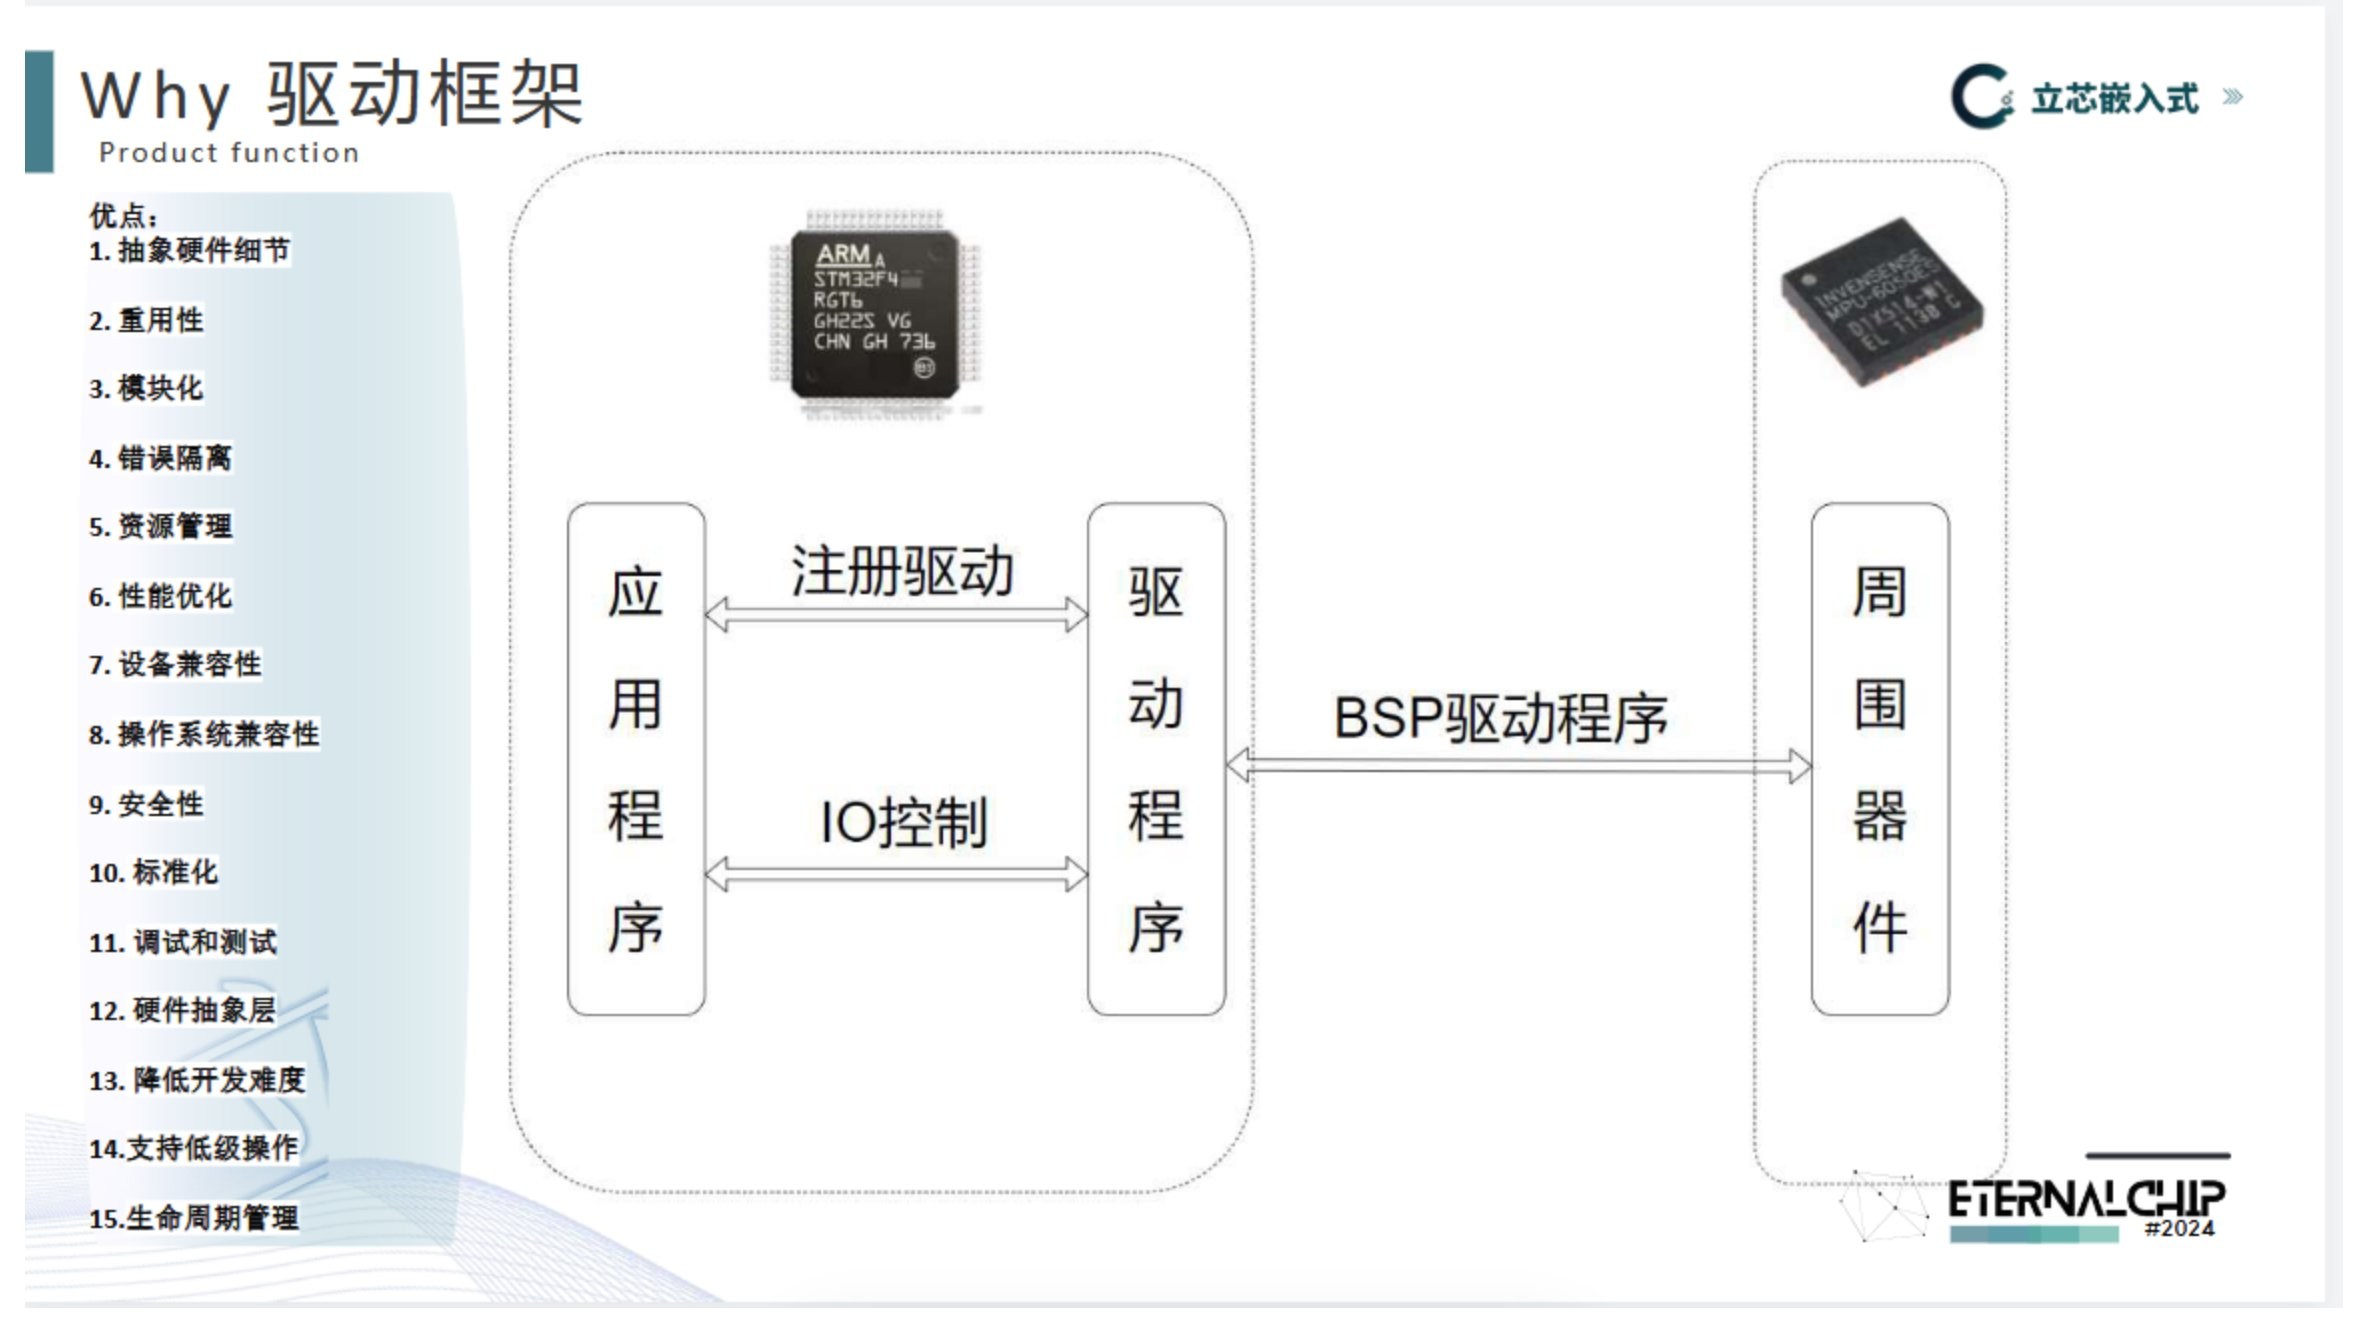 Why 驱动框架
Product function
立芯嵌入式
优点:
1. 抽象硬件细节
2. 重用性
3. 模块化
4. 错误隔离
5. 资源管理
6. 性能优化
7. 设备兼容性
8. 操作系统兼容性
9. 安全性
10. 标准化
11. 调试和测试
12. 硬件抽象层
13. 降低开发难度
14.支持低级操作
15.生命周期管理
ARM A
STM32F4
RGT6
GH22S VG
CHN GH 736
INVENSENSE
MPU-6050
EL 1138 C
应用程序
注册驱动
IO控制
驱动程序
BSP驱动程序
周围器件
ETERNALCHIP
#2024